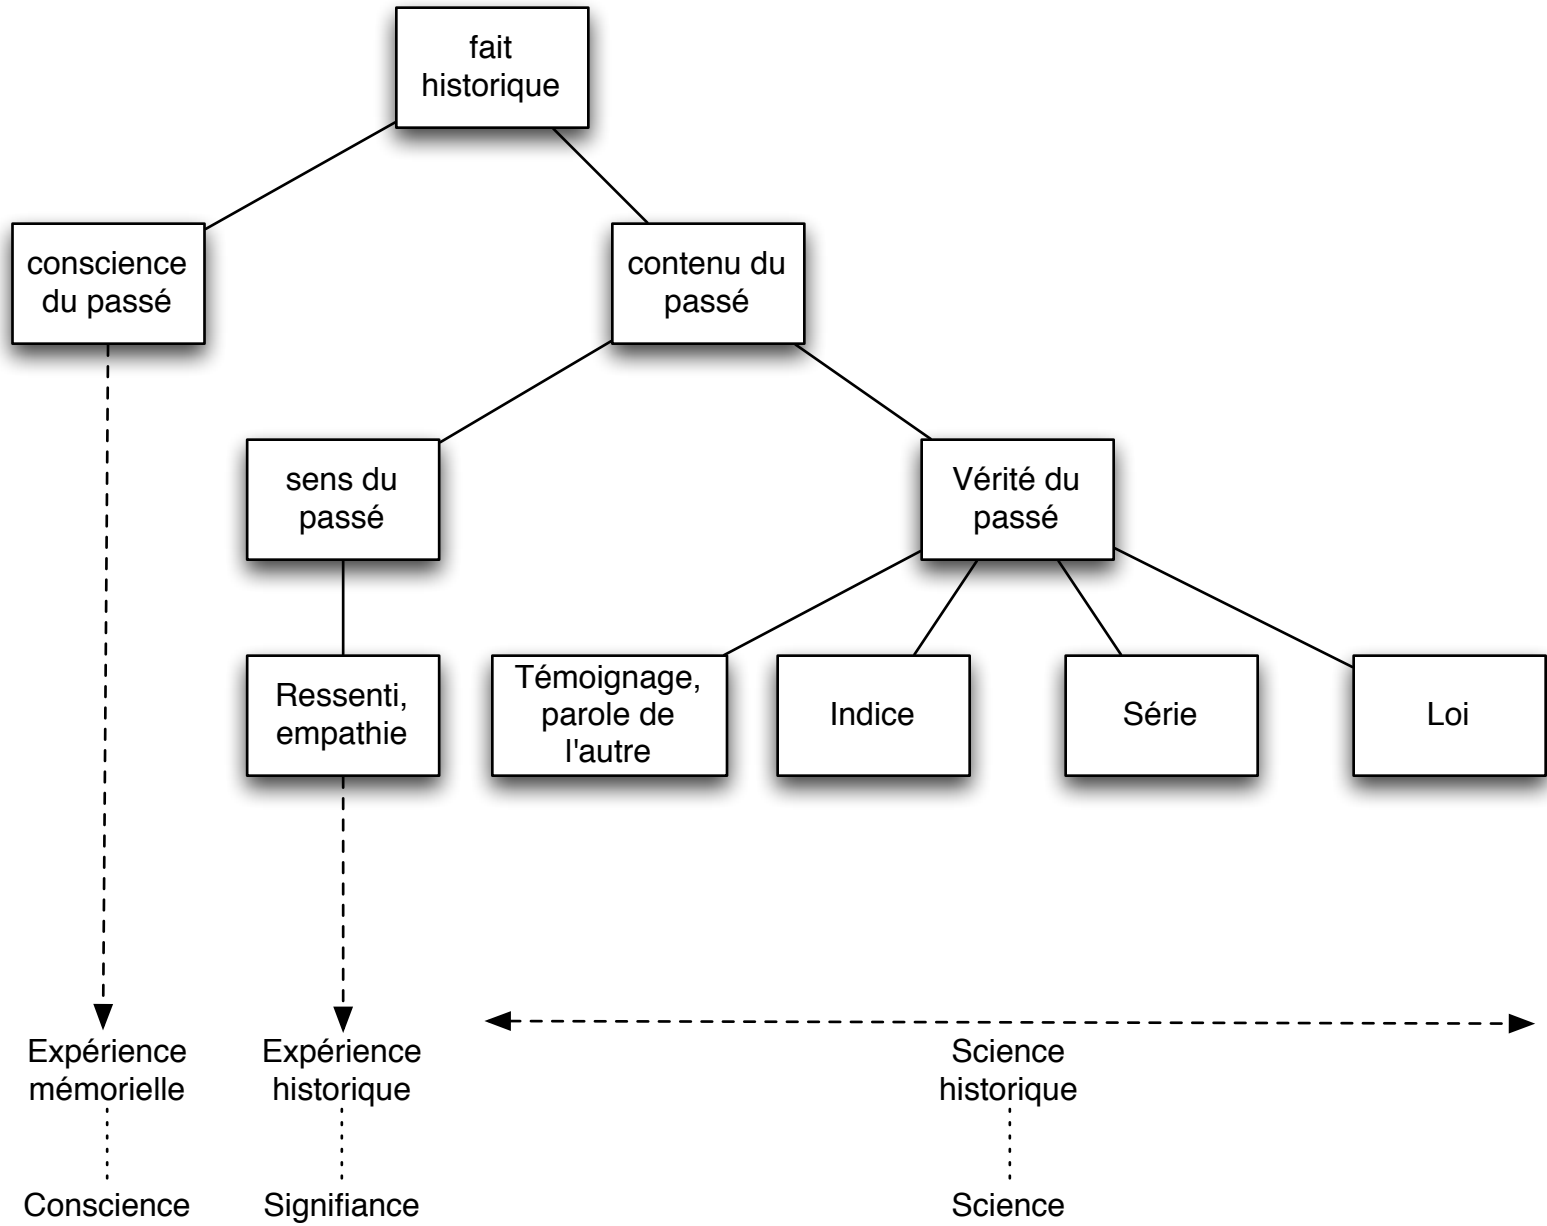 fait
historique
conscience
du passé
contenu du
passé
sens du
passé
Vérité du
passé
Ressenti,
empathie
Témoignage,
parole de
l'autre
Indice
Série
Loi
Expérience
mémorielle
Expérience
historique
Science
historique
Conscience
Signifiance
Science